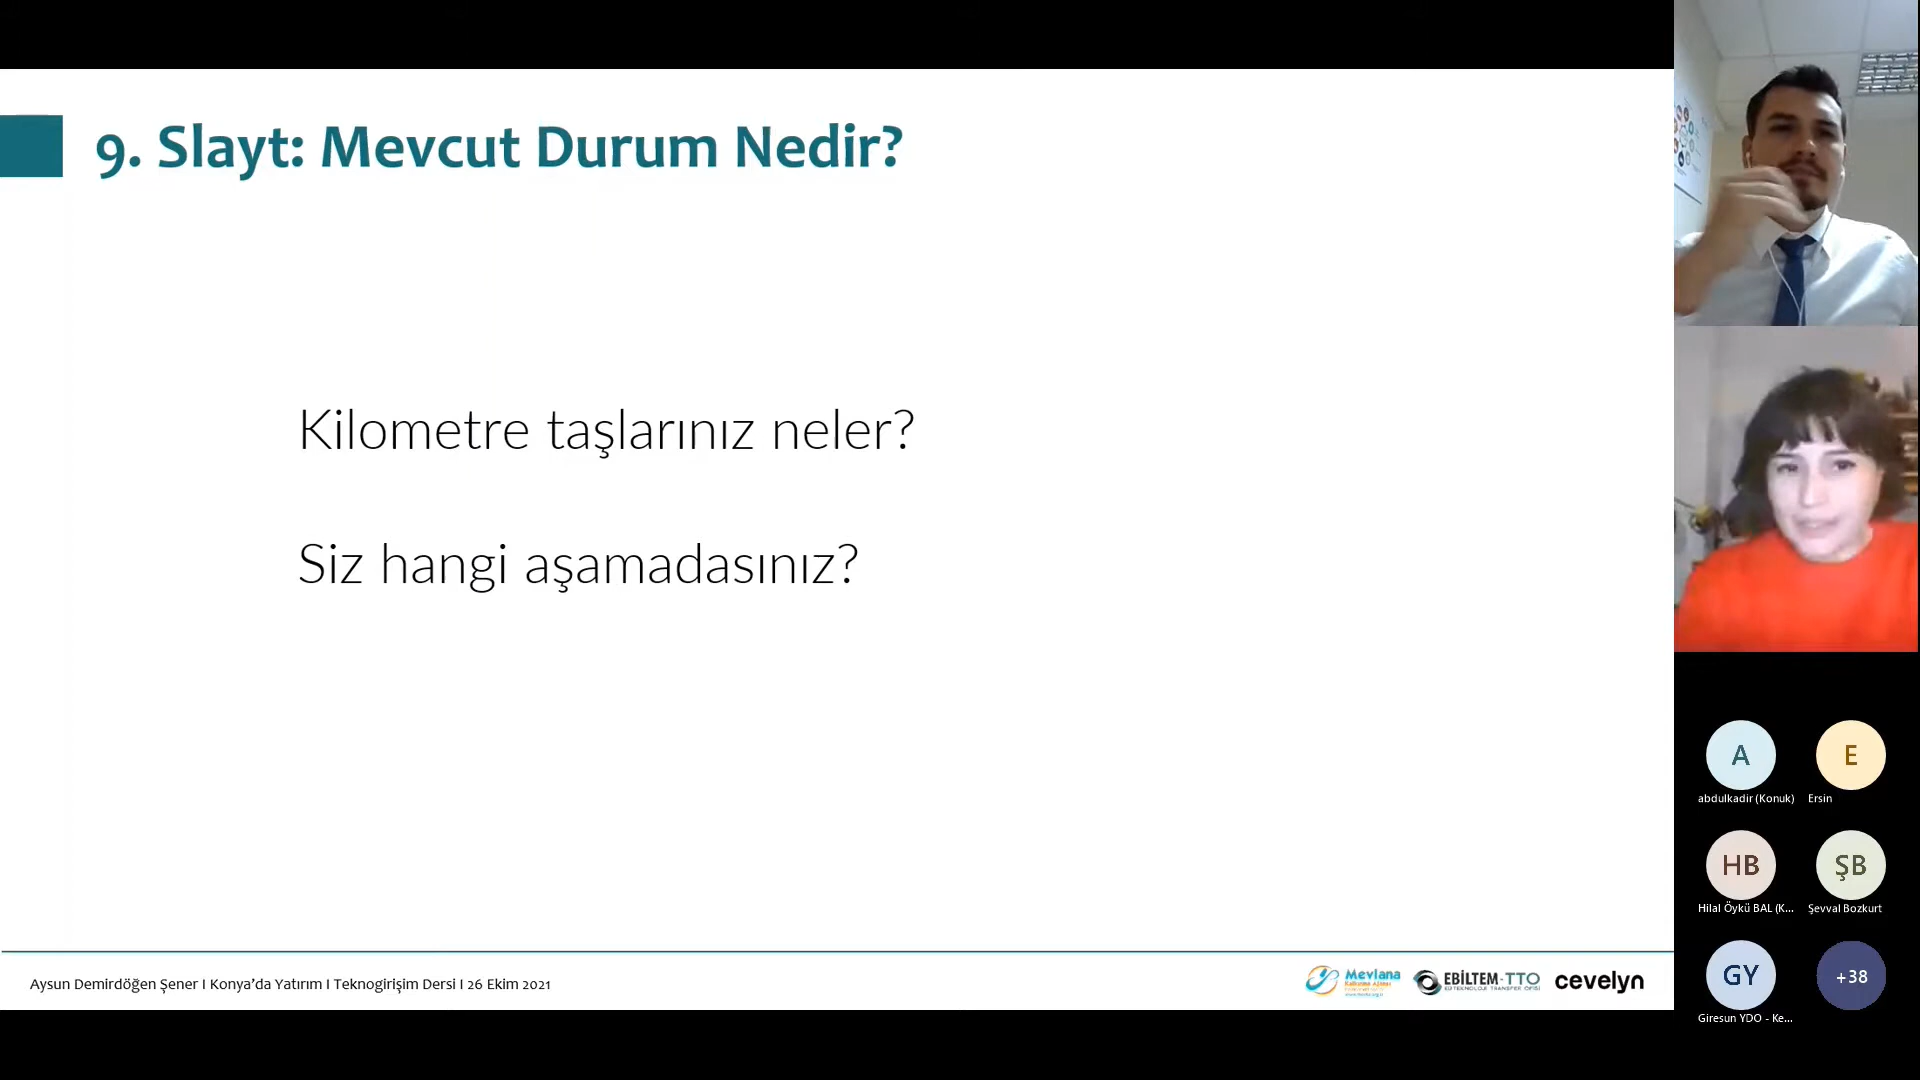 9. Slayt: Mevcut Durum Nedir?
Kilometre taşlarınız neler?
Siz hangi aşamadasınız?
Aysun Demirdöğen Şener I Konya'da Yatırım I Teknogirişim Dersi I 26 Ekim 2021
Mevlana
EBİLTEM-TTO
cevelyn
A
abdulkadir (Konuk)
E
Ersin
HB
Hilal Öykü BAL (K...
ŞB
Şevval Bozkurt
GY
Giresun YDO - Ke...
+38